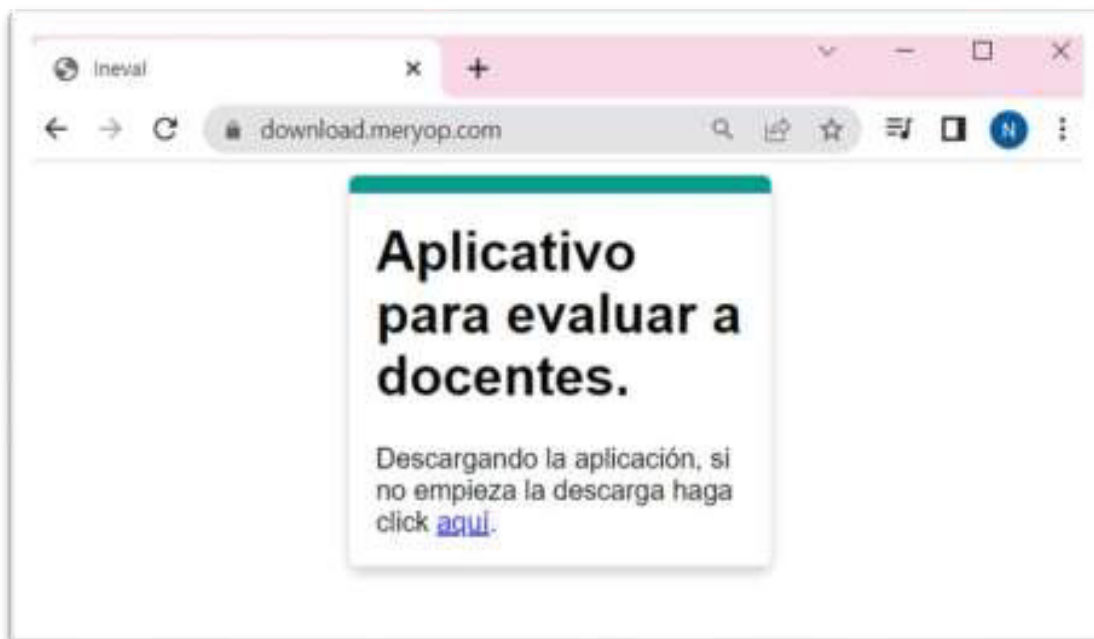 Ineval
download.meryop.com
N
Aplicativo
para evaluar a
docentes.
Descargando la aplicación, si
no empieza la descarga haga
click aquí.